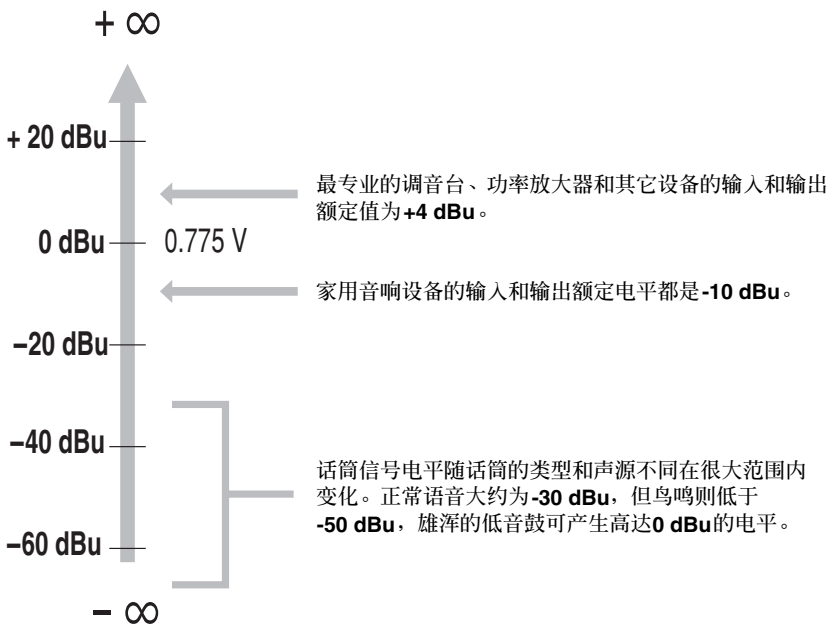 + ∞
+ 20 dBu
最专业的调音台、功率放大器和其它设备的输入和输出
额定值为+4 dBu。
0 dBu
0.775 V
家用音响设备的输入和输出额定电平都是-10 dBu。
−20 dBu
−40 dBu
话筒信号电平随话筒的类型和声源不同在很大范围内
变化。正常语音大约为-30 dBu，但鸟鸣则低于
-50 dBu，雄浑的低音鼓可产生高达0 dBu的电平。
−60 dBu
− ∞